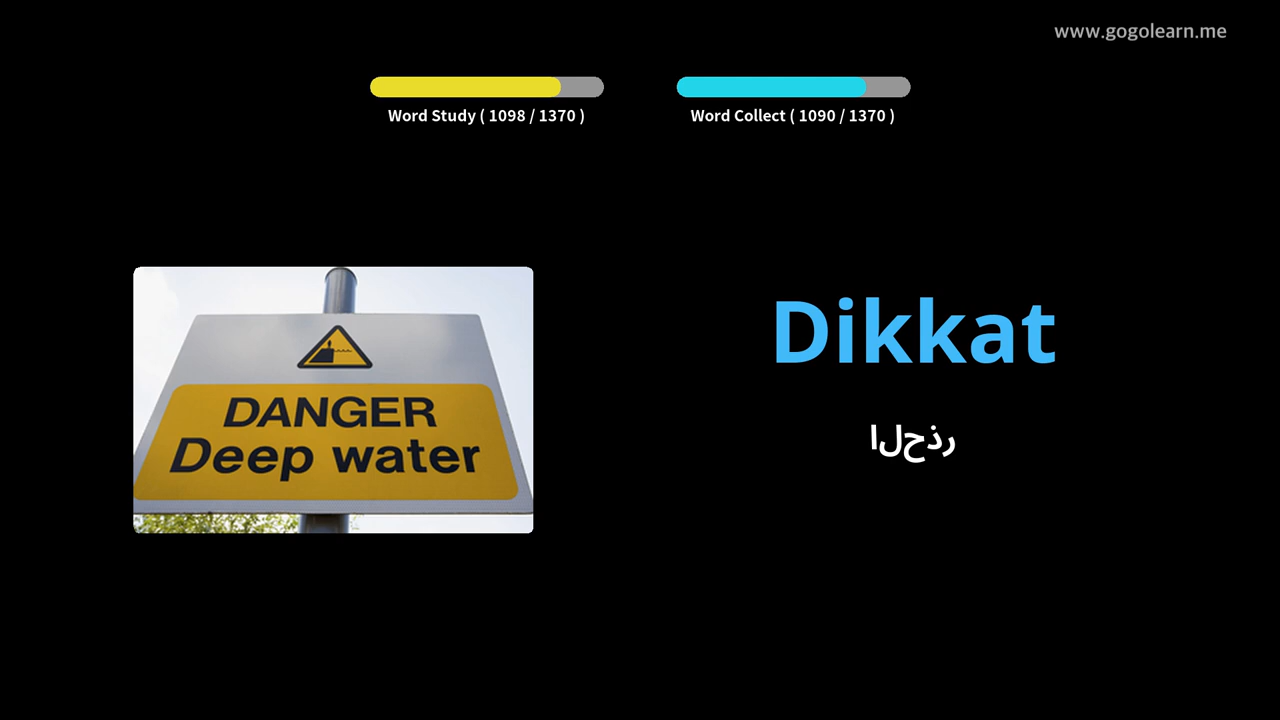 www.gogolearn.me
Word Study ( 1098 / 1370 )
Word Collect ( 1090 / 1370 )
DANGER
Deep water
Dikkat
الحذر